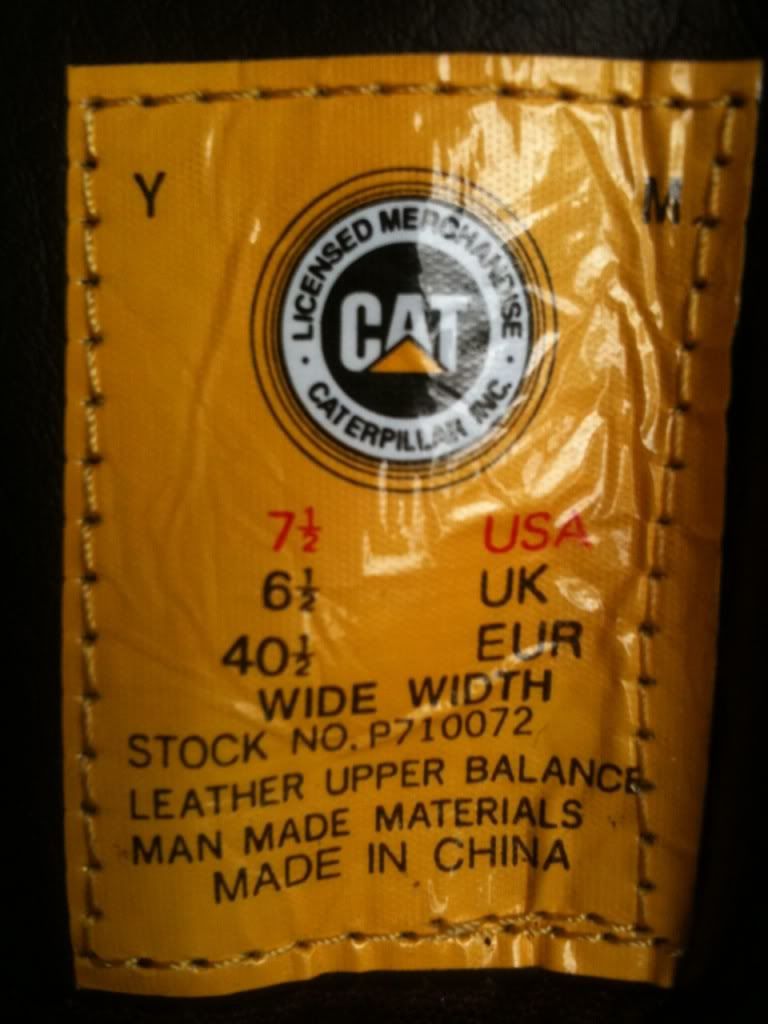 Y M
LICENSED MERCHANDISE
CAT
CATERPILLAR INC.
7½ USA
6½ UK
40½ EUR
WIDE WIDTH
STOCK NO. P710072
LEATHER UPPER BALANCE
MAN MADE MATERIALS
MADE IN CHINA